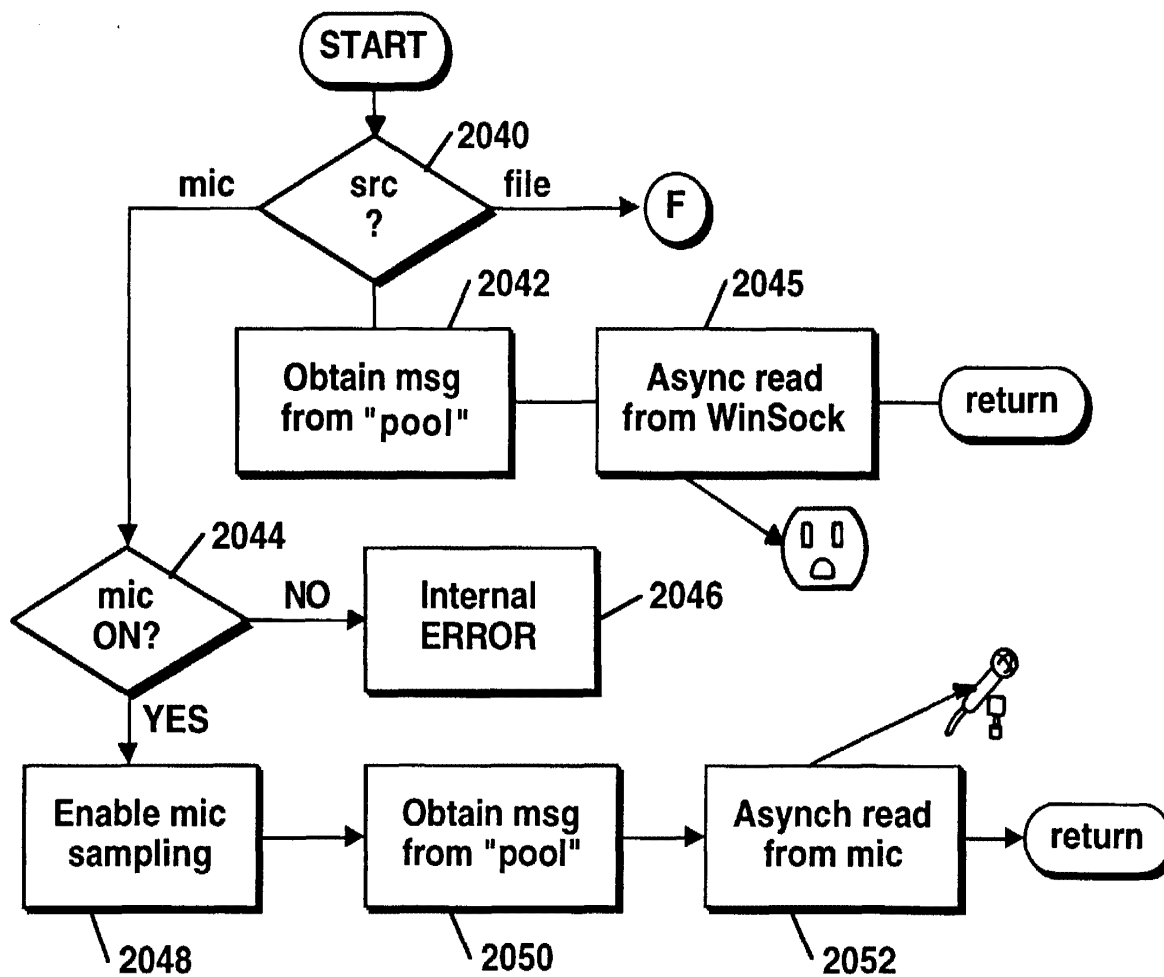 START
2040
mic
src
?
file
F
2042
2045
Obtain msg
from "pool"
Async read
from WinSock
return
2044
mic
ON?
NO
Internal
ERROR
2046
YES
Enable mic
sampling
Obtain msg
from "pool"
Asynch read
from mic
return
2048
2050
2052